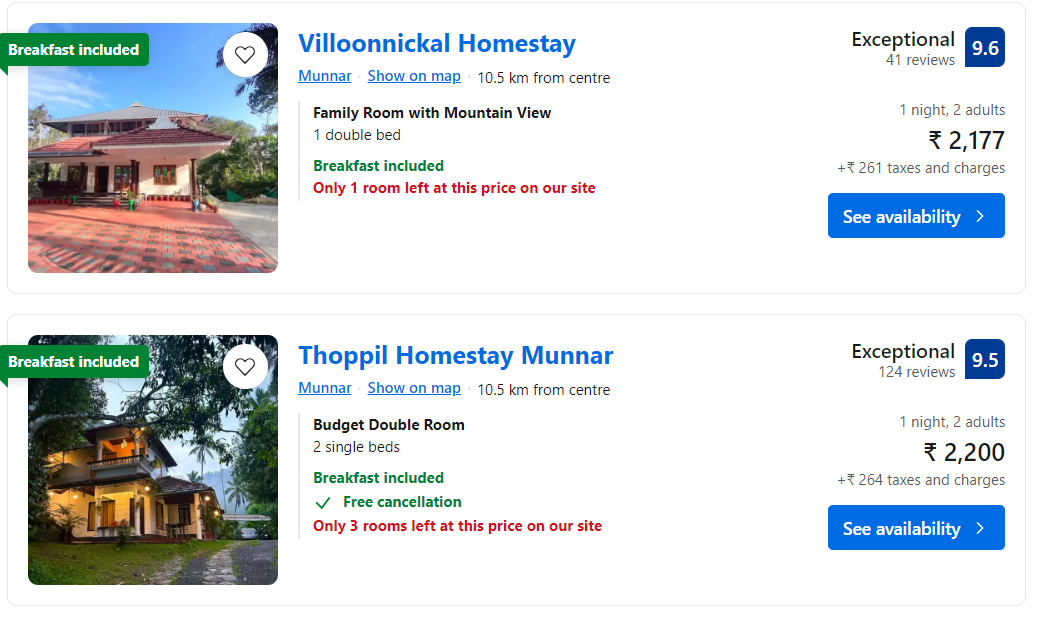 Breakfast included
Villoonnickal Homestay
Munnar · Show on map · 10.5 km from centre
Family Room with Mountain View
1 double bed
Breakfast included
Only 1 room left at this price on our site
Exceptional 9.6
41 reviews
1 night, 2 adults
₹ 2,177
+₹ 261 taxes and charges
See availability
Breakfast included
Thoppil Homestay Munnar
Munnar · Show on map · 10.5 km from centre
Budget Double Room
2 single beds
Breakfast included
Free cancellation
Only 3 rooms left at this price on our site
Exceptional 9.5
124 reviews
1 night, 2 adults
₹ 2,200
+₹ 264 taxes and charges
See availability